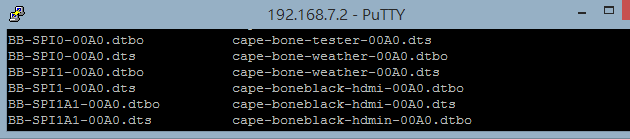 192.168.7.2 - PuTTY
BB-SPI0-00A0.dtbo cape-bone-tester-00A0.dts
BB-SPI0-00A0.dts cape-bone-weather-00A0.dtbo
BB-SPI1-00A0.dtbo cape-bone-weather-00A0.dts
BB-SPI1-00A0.dts cape-boneblack-hdmi-00A0.dtbo
BB-SPI1A1-00A0.dtbo cape-boneblack-hdmi-00A0.dts
BB-SPI1A1-00A0.dts cape-boneblack-hdmin-00A0.dtbo